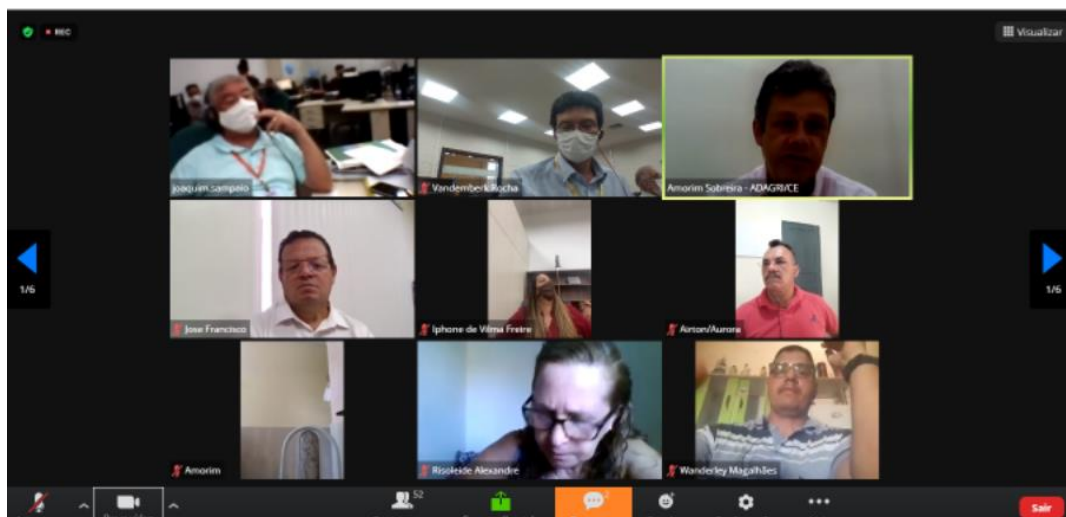 REC
Visualizar
joaquim.sampaio
Vandemberk Rocha
Amorim Sobreira - ADAGRI/CE
1/6
1/6
Jose Francisco
Iphone de Vilma Freire
Airton/Aurora
Amorim
Risoleide Alexandre
Wanderley Magalhães
52
2
Sair